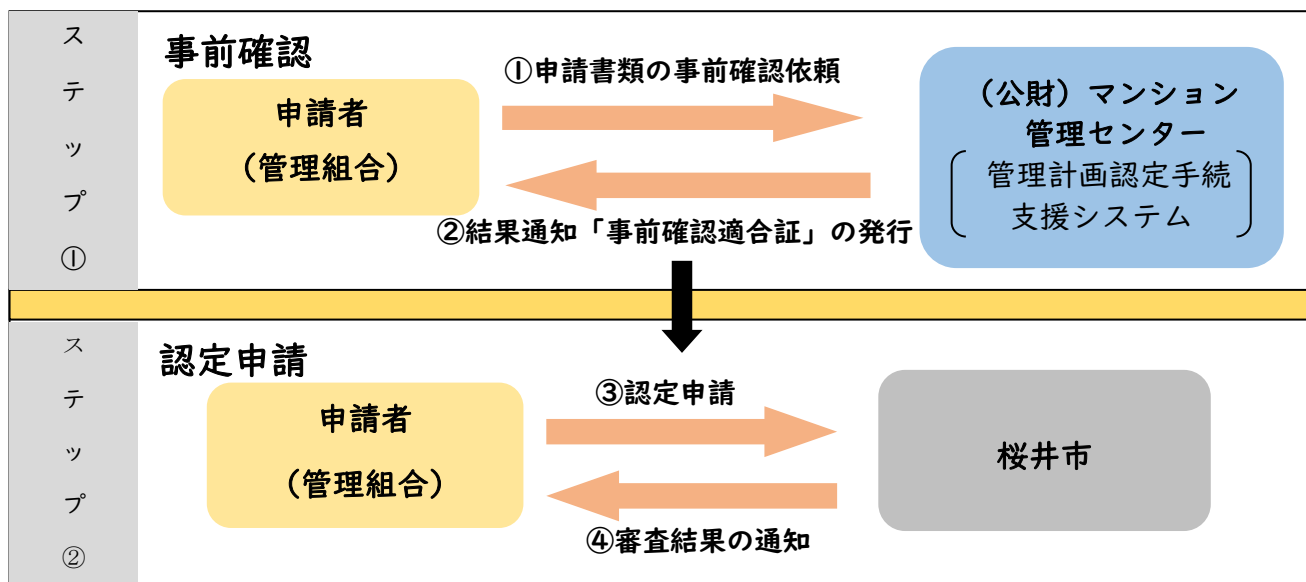 ステップ①
事前確認
申請者
（管理組合）
①申請書類の事前確認依頼
②結果通知「事前確認適合証」の発行
（公財）マンション
管理センター
管理計画認定手続
支援システム
ステップ②
認定申請
申請者
（管理組合）
③認定申請
④審査結果の通知
桜井市